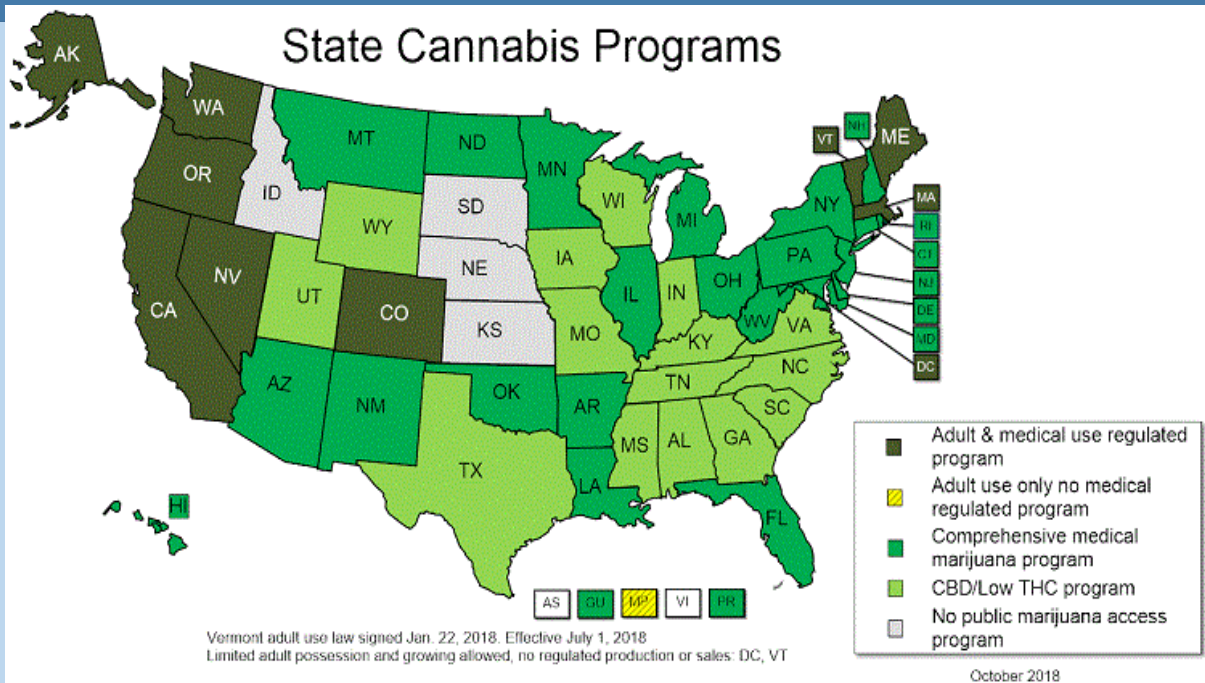 State Cannabis Programs
AK
WA
OR
CA
NV
ID
MT
WY
UT
CO
AZ
NM
ND
SD
NE
KS
OK
TX
MN
IA
MO
AR
LA
WI
IL
MI
IN
OH
KY
TN
MS
AL
GA
FL
SC
NC
VA
WV
PA
NY
VT
NH
ME
MA
RI
CT
NJ
DE
MD
DC
HI
AS
GU
MP
VI
PR
Adult & medical use regulated
program
Adult use only no medical
regulated program
Comprehensive medical
marijuana program
CBD/Low THC program
No public marijuana access
program
Vermont adult use law signed Jan. 22, 2018. Effective July 1, 2018
Limited adult possession and growing allowed, no regulated production or sales: DC, VT
October 2018